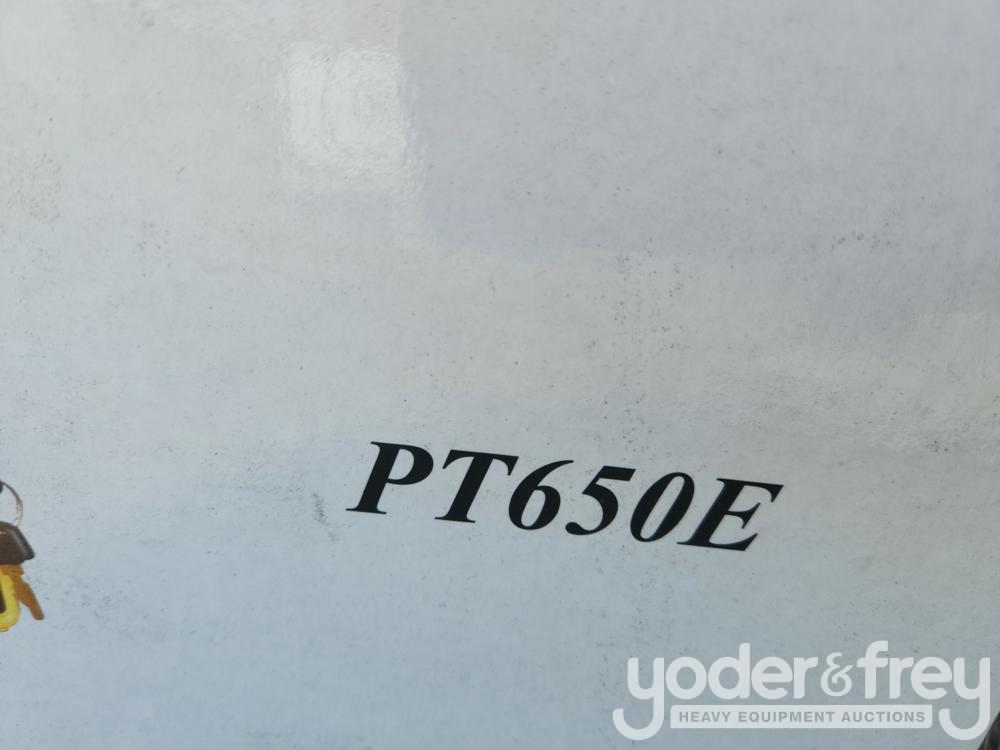 PT650E
yoder&frey
HEAVY EQUIPMENT AUCTIONS